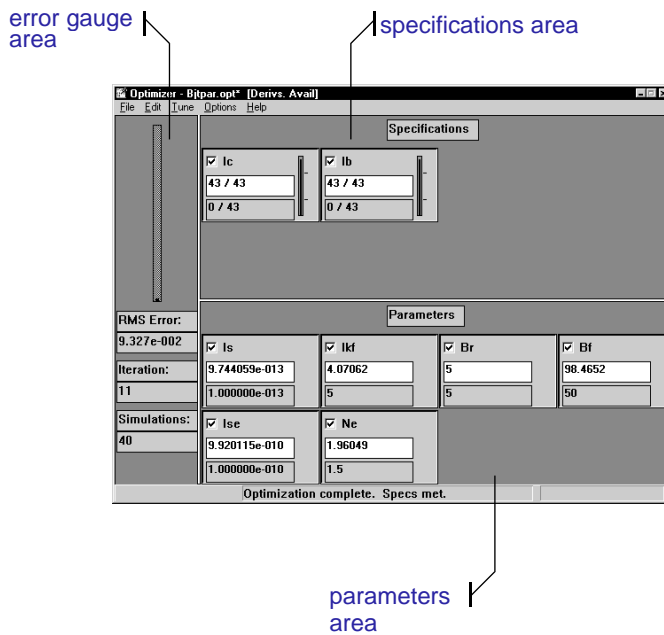 error gauge
area
specifications area
Optimizer - Bjtpar.opt* [Derivs. Avail]
File Edit Tune Options Help
Specifications
Ic
43 / 43
0 / 43
Ib
43 / 43
0 / 43
RMS Error:
9.327e-002
Iteration:
11
Simulations:
40
Parameters
Is
9.744059e-013
1.000000e-013
Ikf
4.07062
5
Br
5
5
Bf
98.4652
50
Ise
9.920115e-010
1.000000e-010
Ne
1.96049
1.5
Optimization complete. Specs met.
parameters
area